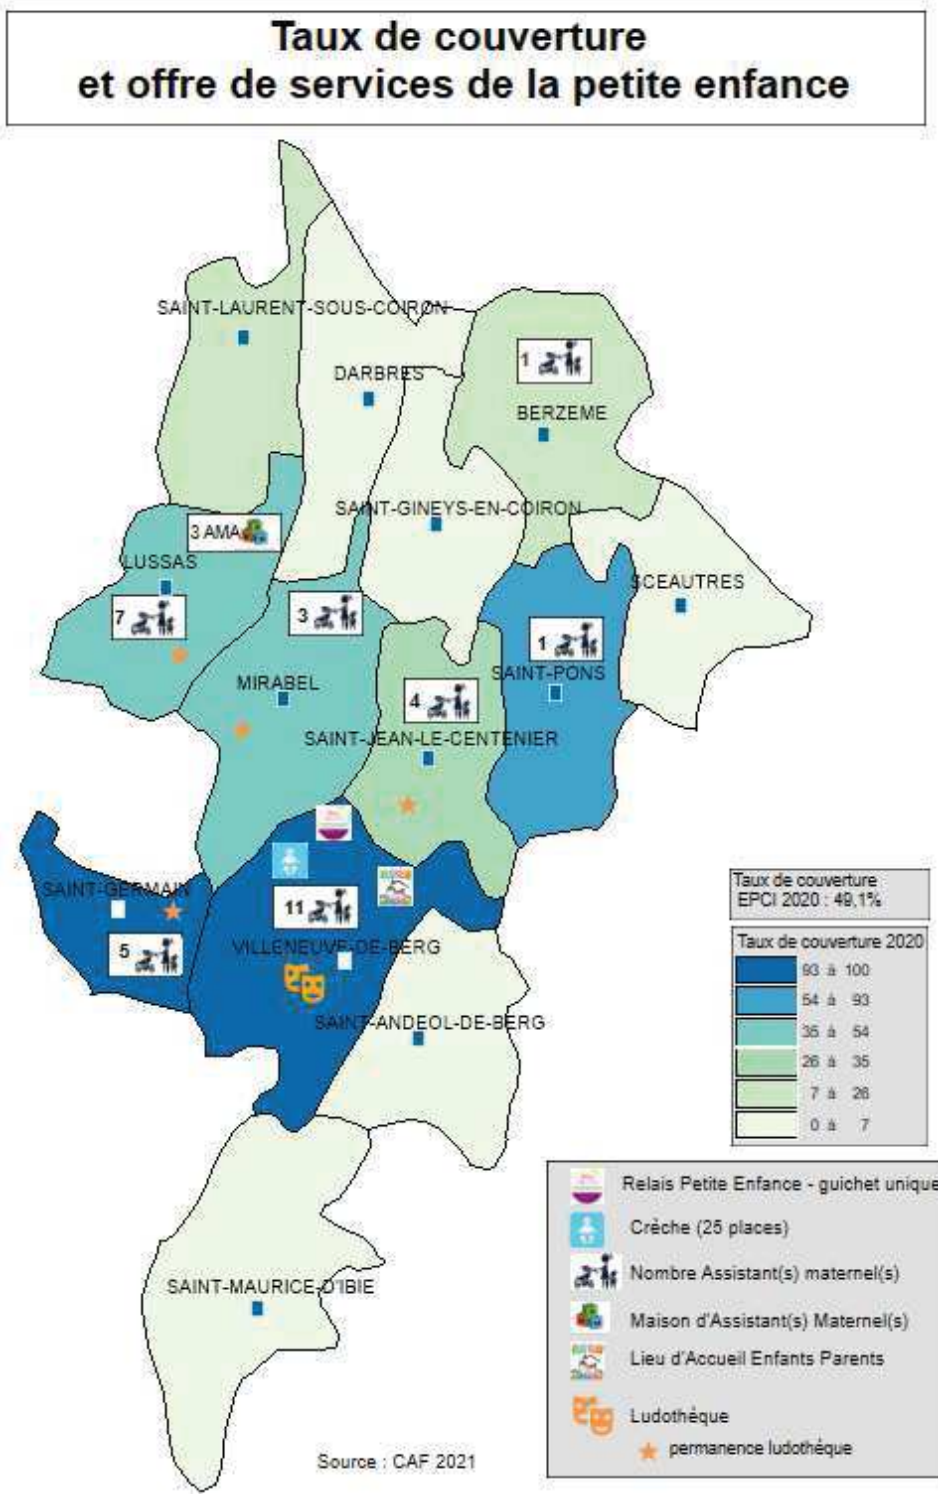 Taux de couverture
et offre de services de la petite enfance
SAINT-LAURENT-SOUS-COIRON
DARBRES
1
BERZEME
SAINT-GINEYS-EN-COIRON
3 AMA
LUSSAS
SCEAUTRES
7
3
1
MIRABEL
SAINT-PONS
4
SAINT-JEAN-LE-CENTENIER
SAINT-GERMAIN
11
5
VILLENEUVE-DE-BERG
SAINT-ANDEOL-DE-BERG
SAINT-MAURICE-D'IBIE
Taux de couverture
EPCI 2020 : 49,1%
Taux de couverture 2020
93 à 100
54 à 93
35 à 54
26 à 35
7 à 26
0 à 7
Relais Petite Enfance - guichet unique
Crèche (25 places)
Nombre Assistant(s) maternel(s)
Maison d'Assistant(s) Maternel(s)
Lieu d'Accueil Enfants Parents
Ludothèque
permanence ludothèque
Source : CAF 2021